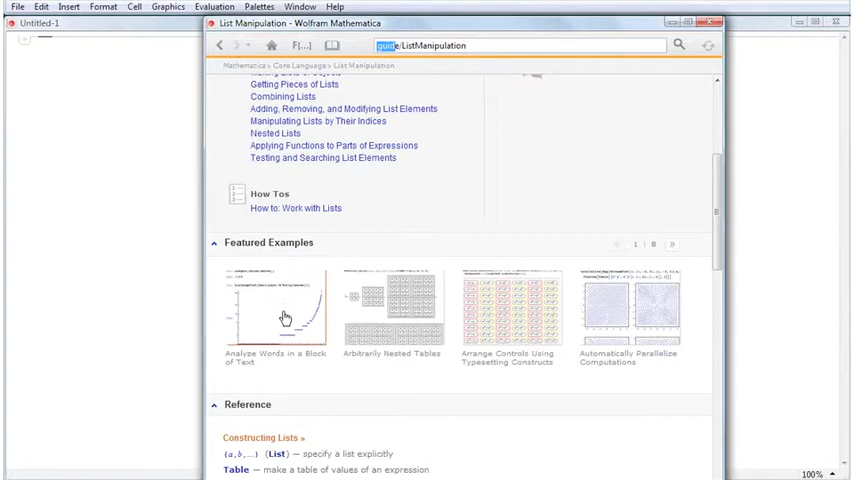 File Edit Insert Format Cell Graphics Evaluation Palettes Window Help
Untitled-1
List Manipulation - Wolfram Mathematica
F[...]
guide/ListManipulation
Mathematica > Core Language > List Manipulation
Getting Pieces of Lists
Combining Lists
Adding, Removing, and Modifying List Elements
Manipulating Lists by Their Indices
Nested Lists
Applying Functions to Parts of Expressions
Testing and Searching List Elements
How Tos
How to: Work with Lists
Featured Examples
1 | 8 »
Analyze Words in a Block
of Text
Arbitrarily Nested Tables
Arrange Controls Using
Typesetting Constructs
Automatically Parallelize
Computations
Reference
Constructing Lists »
{a, b, ...} (List) — specify a list explicitly
Table — make a table of values of an expression
100%